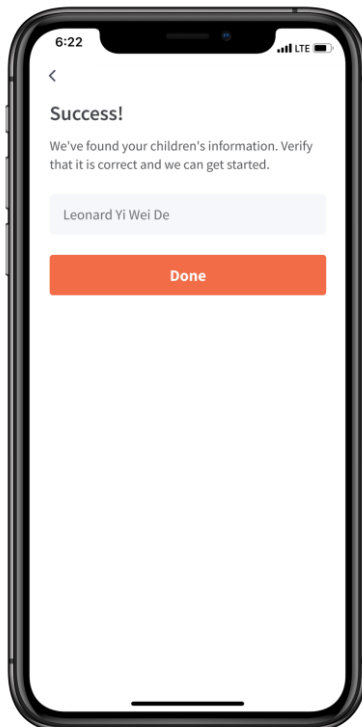 6:22
LTE
Success!
We've found your children's information. Verify
that it is correct and we can get started.
Leonard Yi Wei De
Done